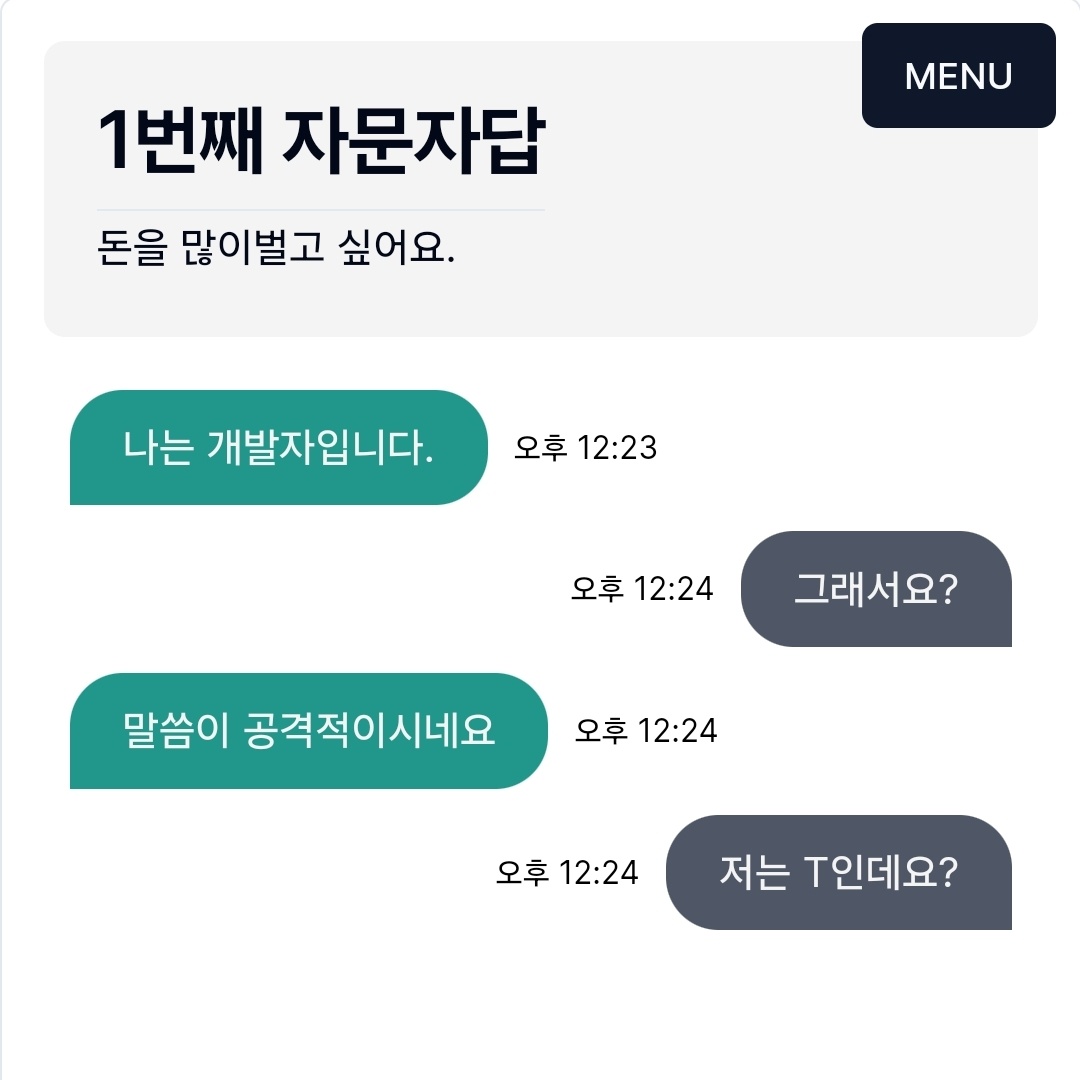 MENU
1번째 자문자답
돈을 많이벌고 싶어요.
나는 개발자입니다.
오후 12:23
오후 12:24
그래서요?
말씀이 공격적이시네요
오후 12:24
오후 12:24
저는 T인데요?